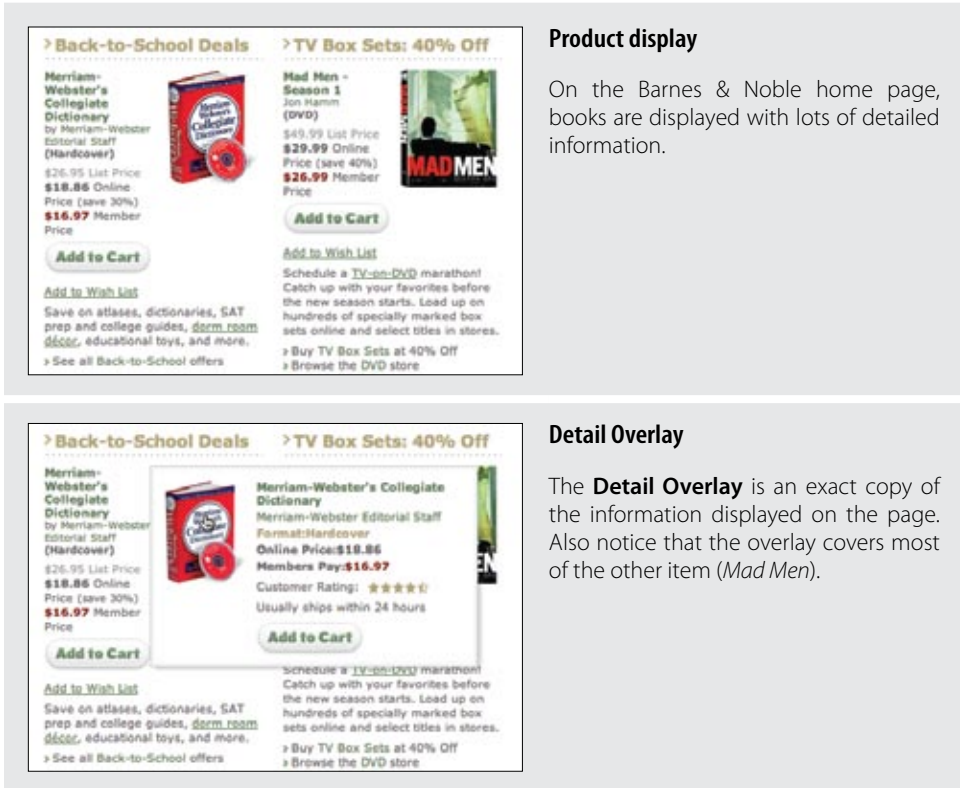 > Back-to-School Deals
Merriam-
Webster's
Collegiate
Dictionary
by Merriam-Webster
Editorial Staff
(Hardcover)
$26.95 List Price
$18.86 Online
Price (save 30%)
$16.97 Member
Price
Add to Cart
Add to Wish List
Save on atlases, dictionaries, SAT
prep and college guides, dorm room
décor, educational toys, and more.
› See all Back-to-School offers
Merriam
Webster's
Collegiate
Dictionary
> TV Box Sets: 40% Off
Mad Men -
Season 1
Jon Hamm
(DVD)
$49.99 List Price
$29.99 Online
Price (save 40%)
$26.99 Member
Price
Add to Cart
Add to Wish List
Schedule a TV-on-DVD marathon!
Catch up with your favorites before
the new season starts. Load up on
hundreds of specially marked box
sets online and select titles in stores.
› Buy TV Box Sets at 40% Off
› Browse the DVD store
MAD MEN
Product display
On the Barnes & Noble home page,
books are displayed with lots of detailed
information.
> Back-to-School Deals
Merriam-
Webster's
Collegiate
Dictionary
by Merriam-Webster
Editorial Staff
(Hardcover)
$26.95 List Price
$18.86 Online
Price (save 30%)
$16.97 Member
Price
Add to Cart
Add to Wish List
Save on atlases, dictionaries, SAT
prep and college guides, dorm room
décor, educational toys, and more.
› See all Back-to-School offers
> TV Box Sets: 40% Off
Merriam-Webster's Collegiate
Dictionary
Merriam-Webster Editorial Staff
Format:Hardcover
Online Price:$18.86
Members Pay:$16.97
Customer Rating:
Usually ships within 24 hours
Add to Cart
Schedule a TV-on-DVD marathon!
Catch up with your favorites before
the new season starts. Load up on
hundreds of specially marked box
sets online and select titles in stores.
› Buy TV Box Sets at 40% Off
› Browse the DVD store
Detail Overlay
The Detail Overlay is an exact copy of
the information displayed on the page.
Also notice that the overlay covers most
of the other item (Mad Men).